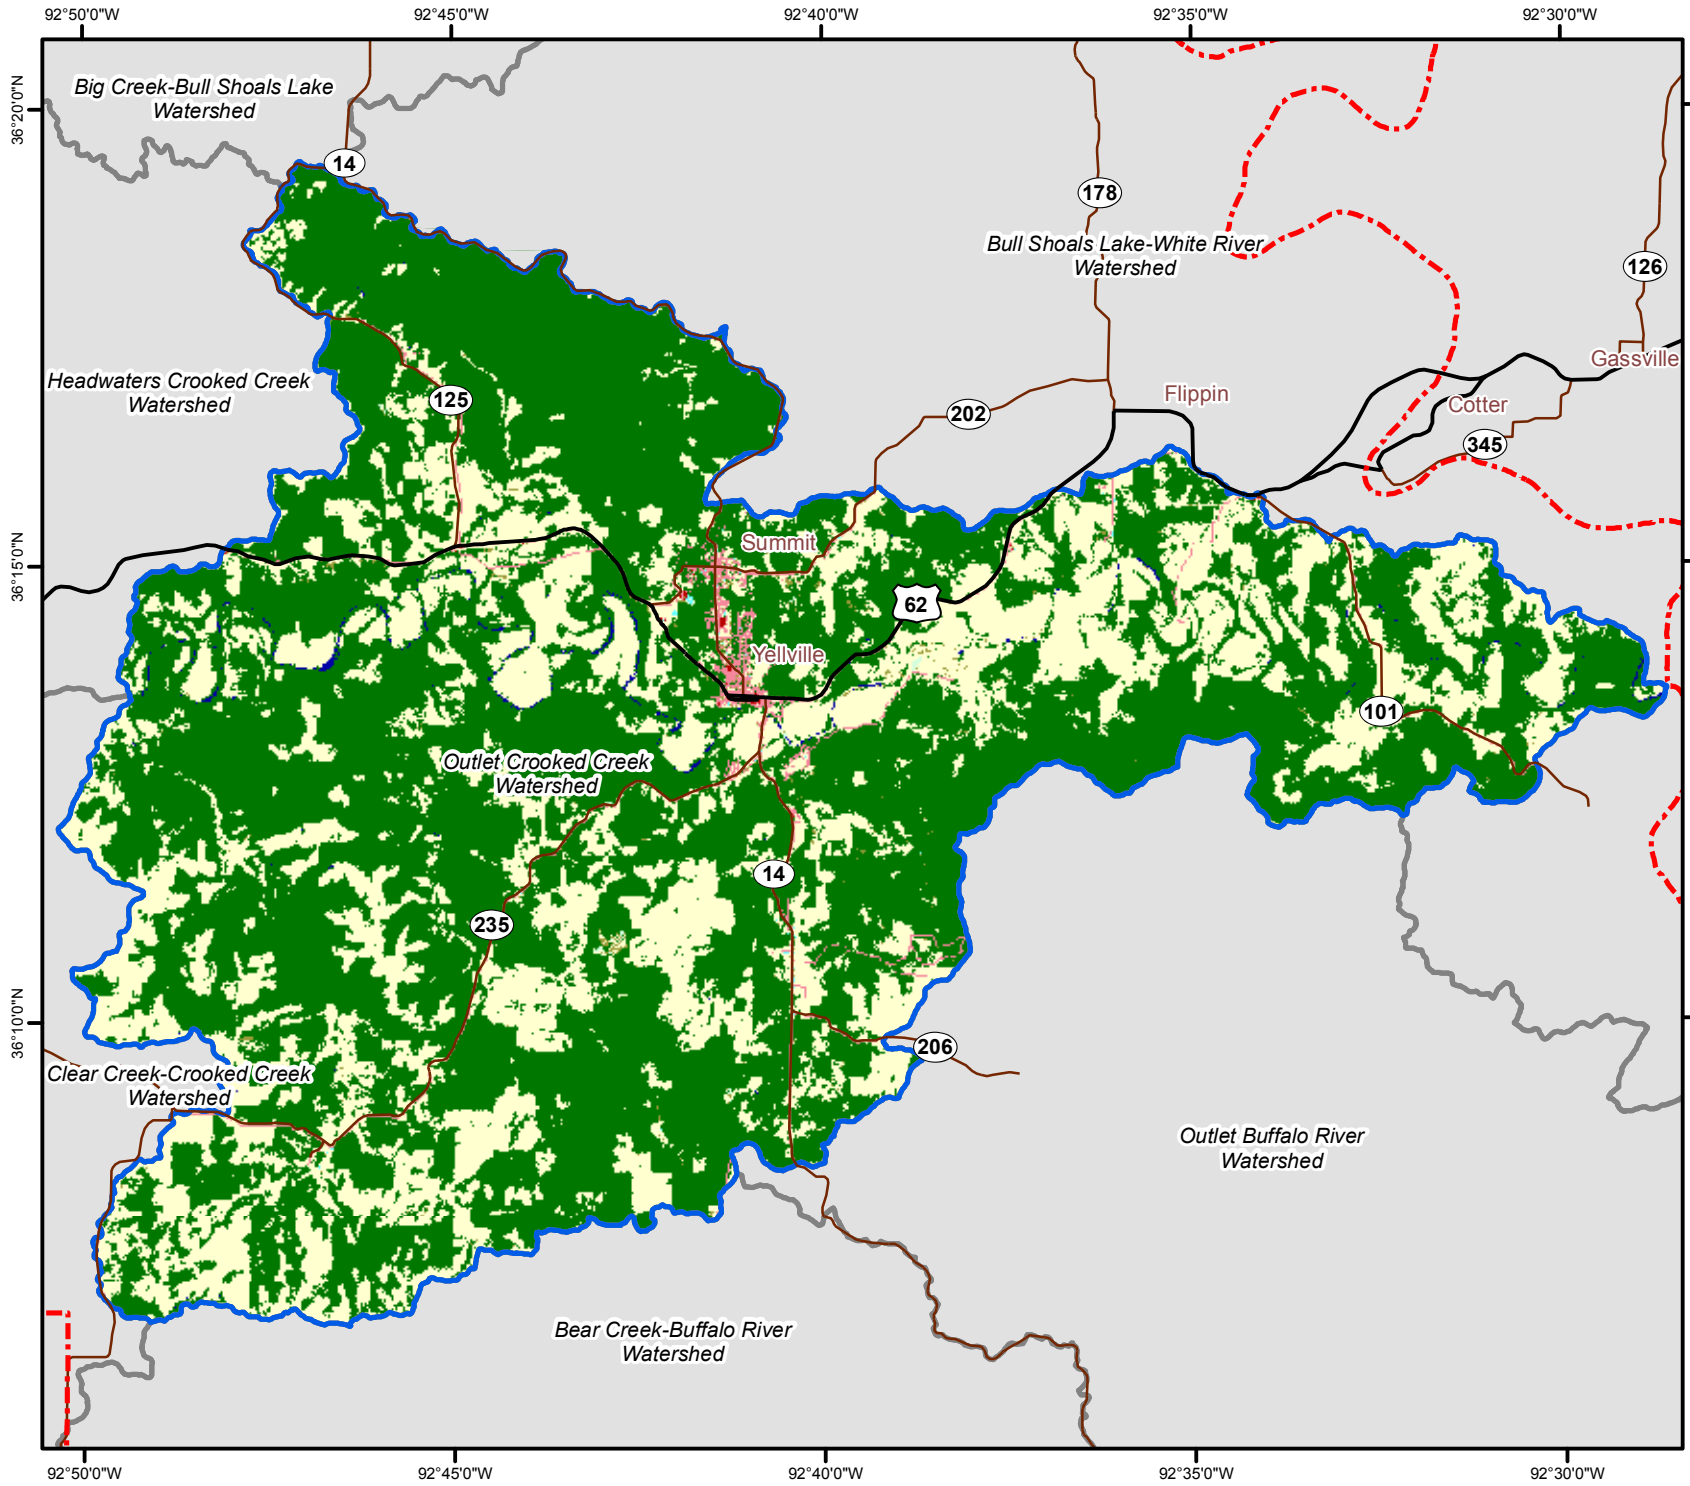 92°50'0"W
92°45'0"W
92°40'0"W
92°35'0"W
92°30'0"W
36°20'0"N
Big Creek-Bull Shoals Lake
Watershed
14
178
Bull Shoals Lake-White River
Watershed
126
Gassville
Headwaters Crooked Creek
Watershed
125
Flippin
Cotter
202
345
Summit
36°15'0"N
62
Yellville
101
Outlet Crooked Creek
Watershed
14
235
36°10'0"N
206
Clear Creek-Crooked Creek
Watershed
Outlet Buffalo River
Watershed
Bear Creek-Buffalo River
Watershed
92°50'0"W
92°45'0"W
92°40'0"W
92°35'0"W
92°30'0"W